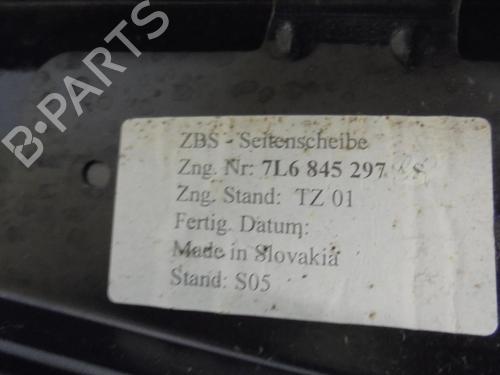 B-PARTS
ZBS - Seitenscheibe
Zng. Nr: 7L6 845 297
Zng. Stand: TZ 01
Fertig. Datum:
Made in Slovakia
Stand: S05